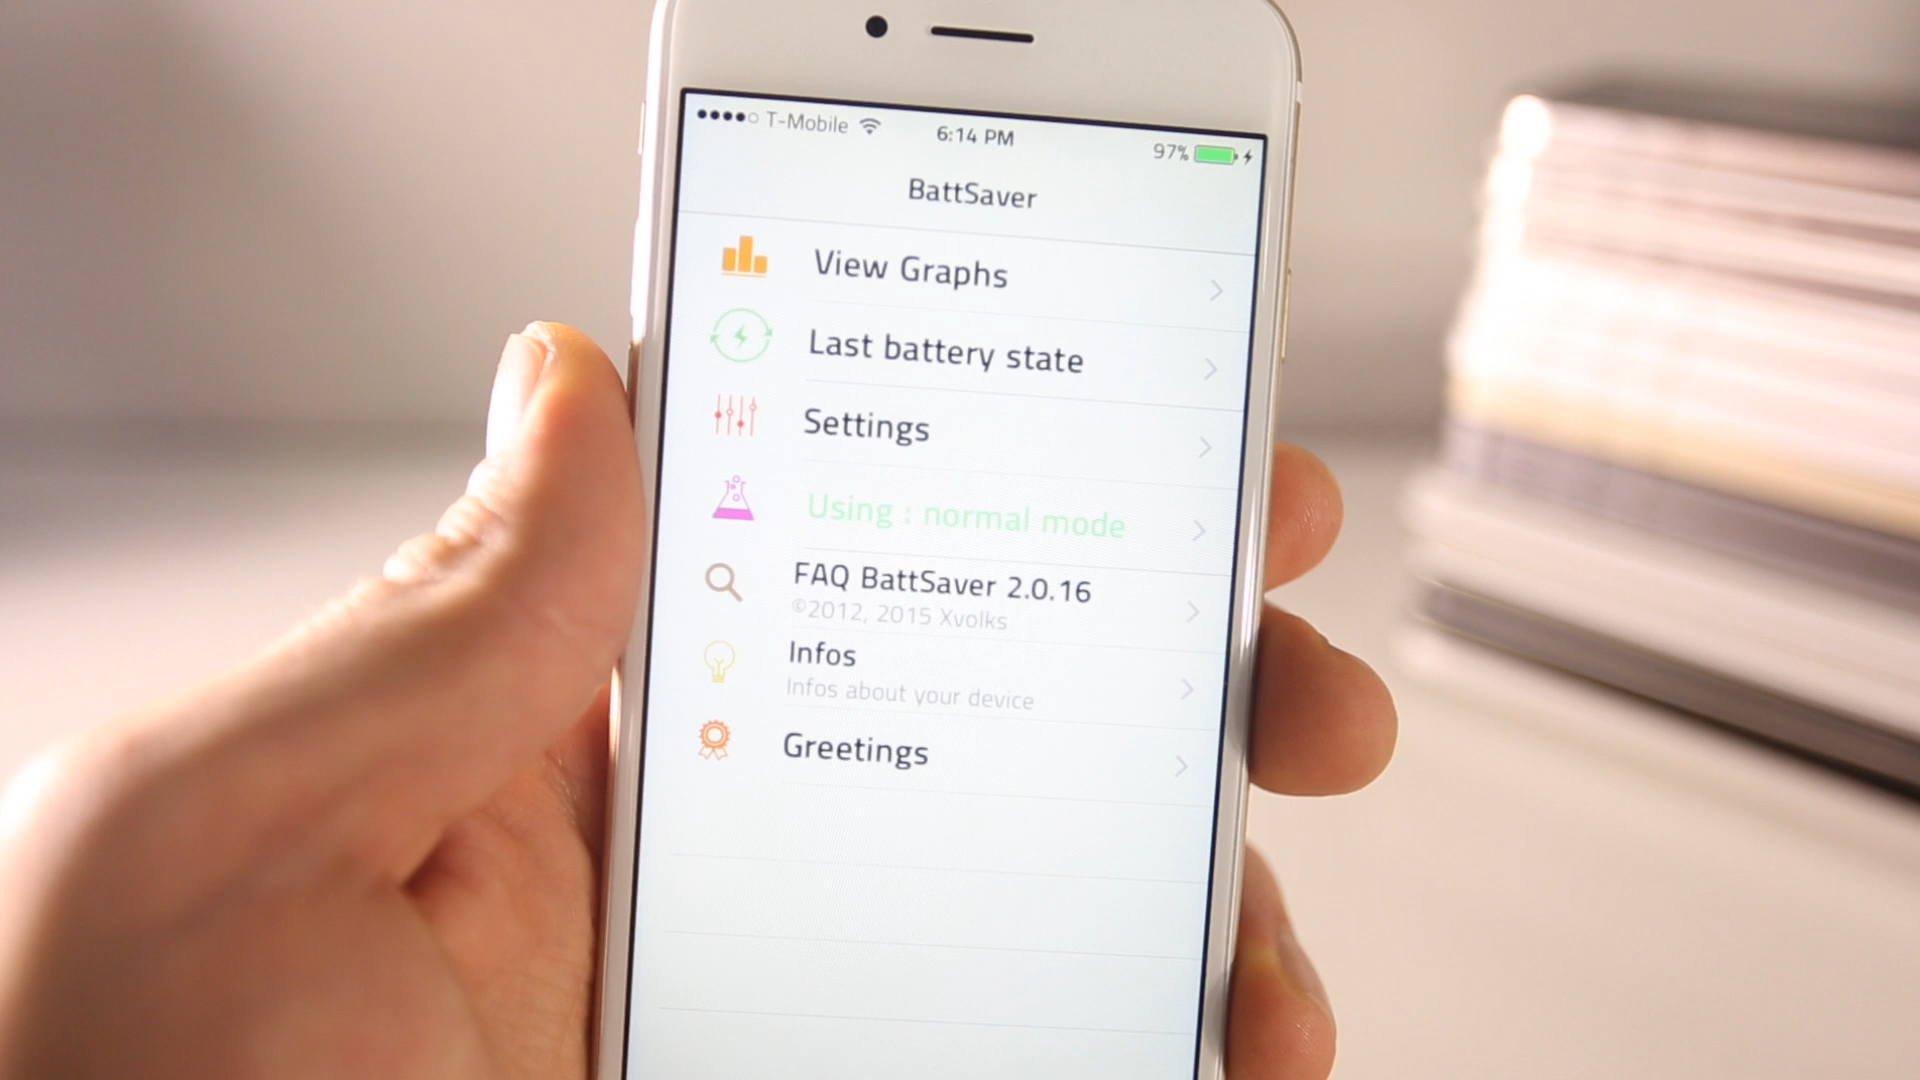 T-Mobile 6:14 PM 97%
BattSaver
View Graphs
Last battery state
Settings
Using : normal mode
FAQ BattSaver 2.0.16
©2012, 2015 Xvolks
Infos
Infos about your device
Greetings